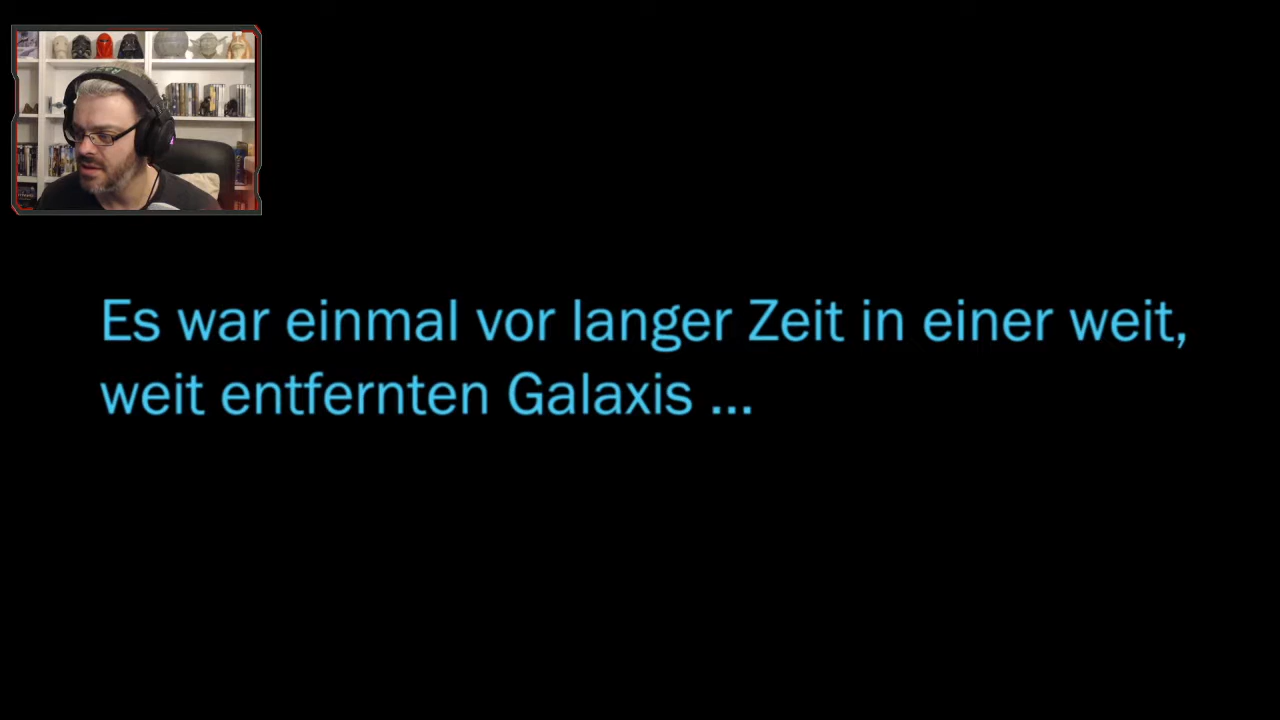 Es war einmal vor langer Zeit in einer weit,
weit entfernten Galaxis ...